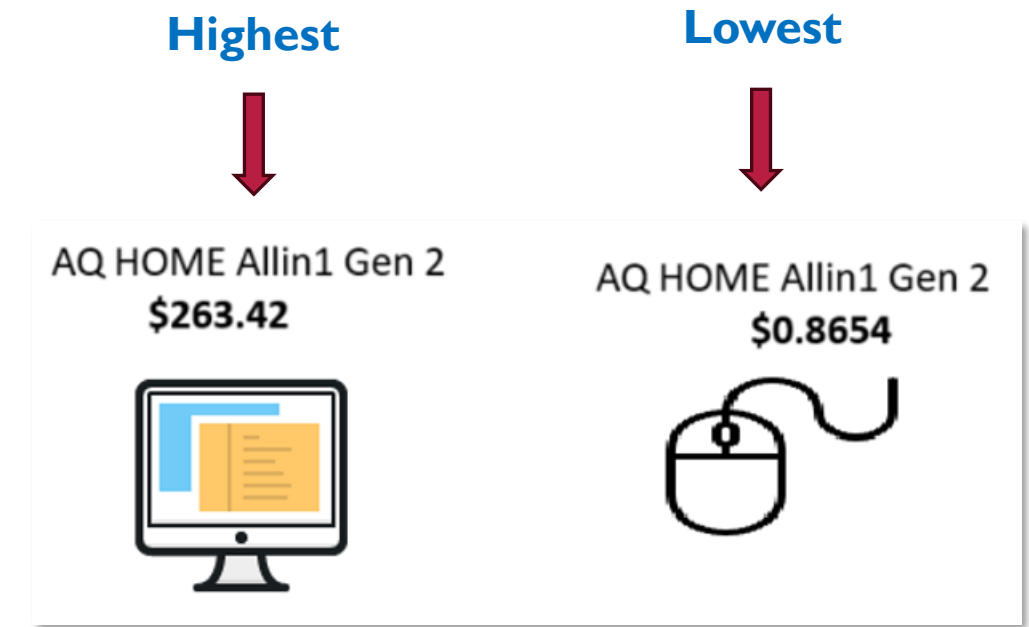 Highest
Lowest
AQ HOME Allin1 Gen 2
$263.42
AQ HOME Allin1 Gen 2
$0.8654